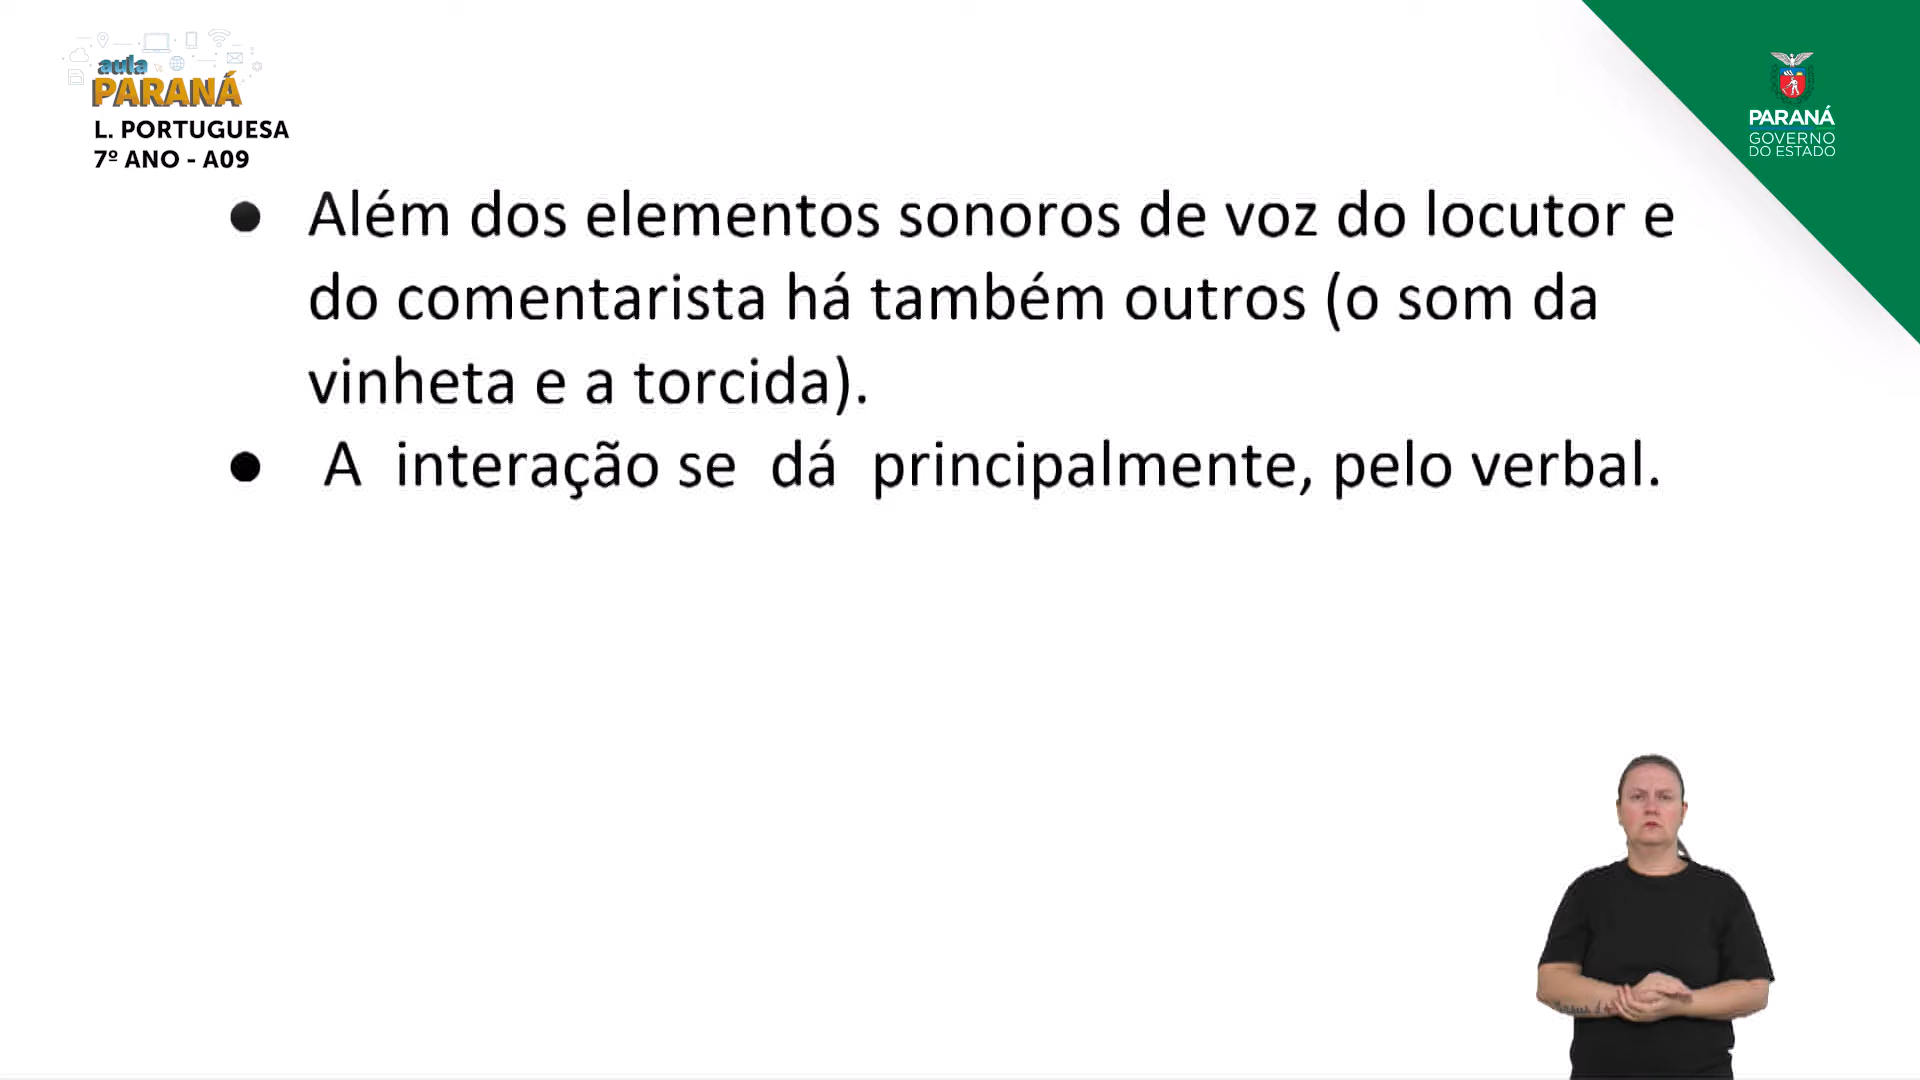 aula
PARANÁ
L. PORTUGUESA
7º ANO - A09
PARANÁ
GOVERNO
DO ESTADO
● Além dos elementos sonoros de voz do locutor e
do comentarista há também outros (o som da
vinheta e a torcida).
● A interação se dá principalmente, pelo verbal.